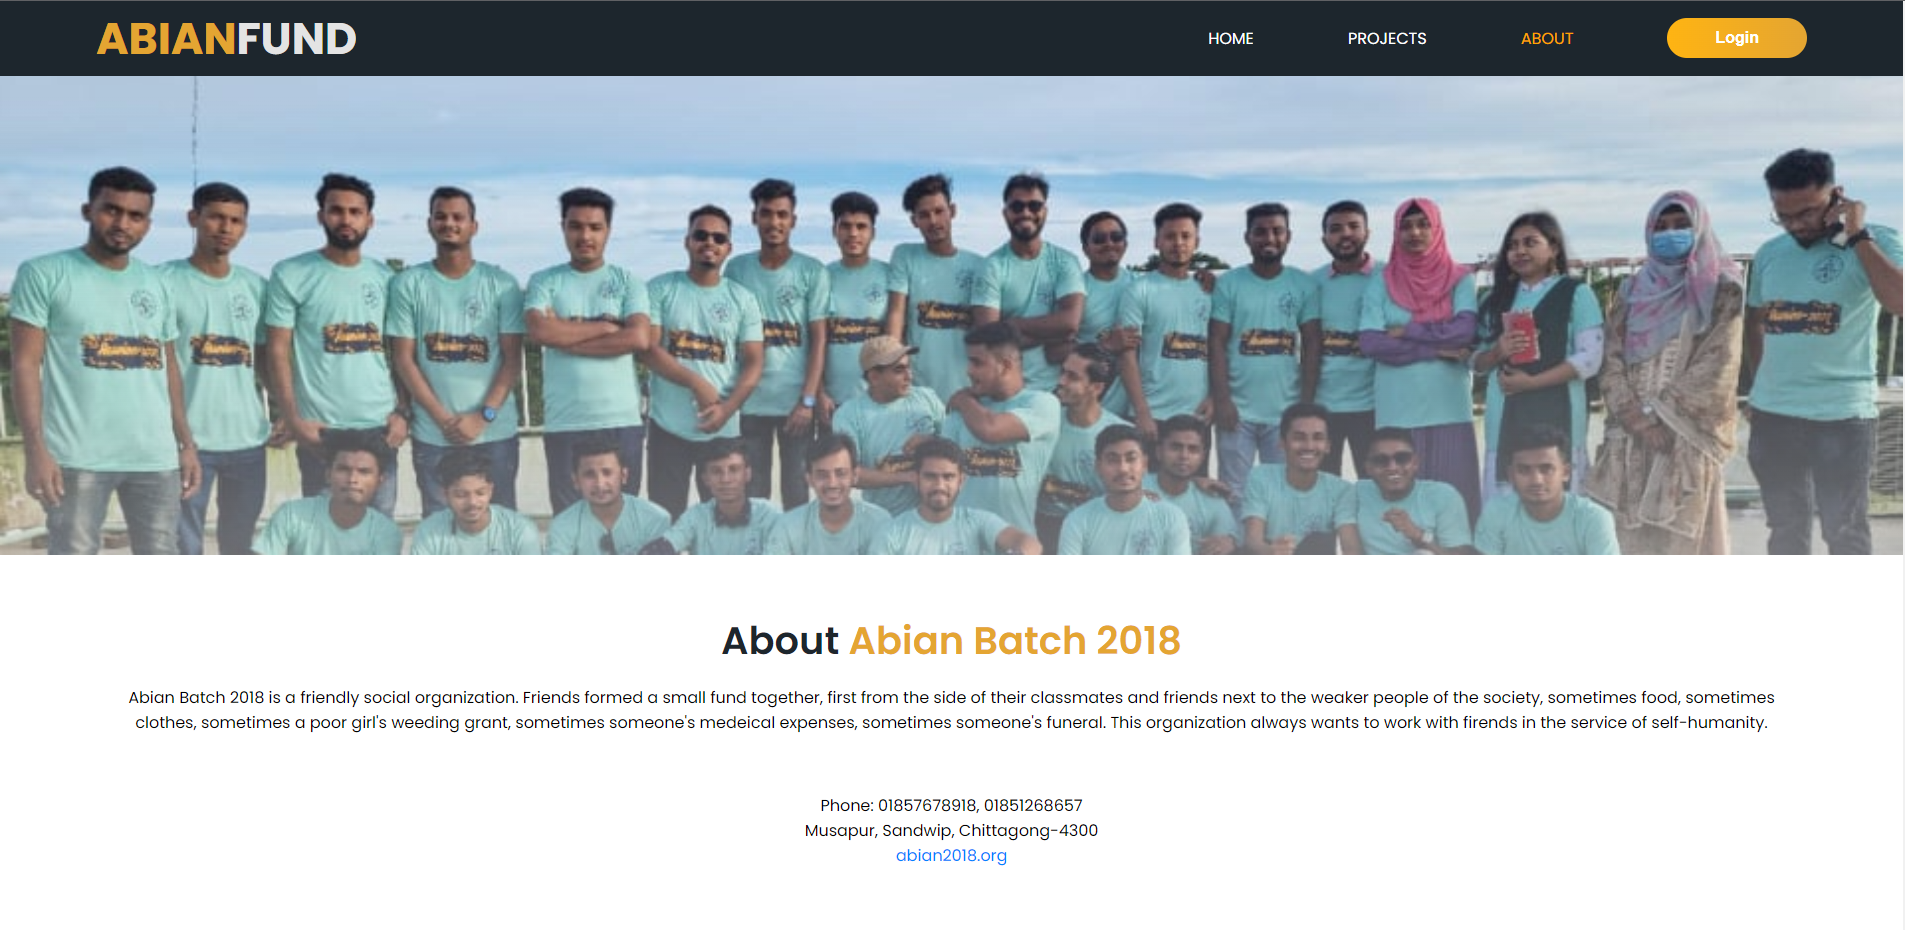 ABIANFUND
HOME
PROJECTS
ABOUT
Login
About Abian Batch 2018
Abian Batch 2018 is a friendly social organization. Friends formed a small fund together, first from the side of their classmates and friends next to the weaker people of the society, sometimes food, sometimes
clothes, sometimes a poor girl's weeding grant, sometimes someone's medeical expenses, sometimes someone's funeral. This organization always wants to work with firends in the service of self-humanity.
Phone: 01857678918, 01851268657
Musapur, Sandwip, Chittagong-4300
abian2018.org